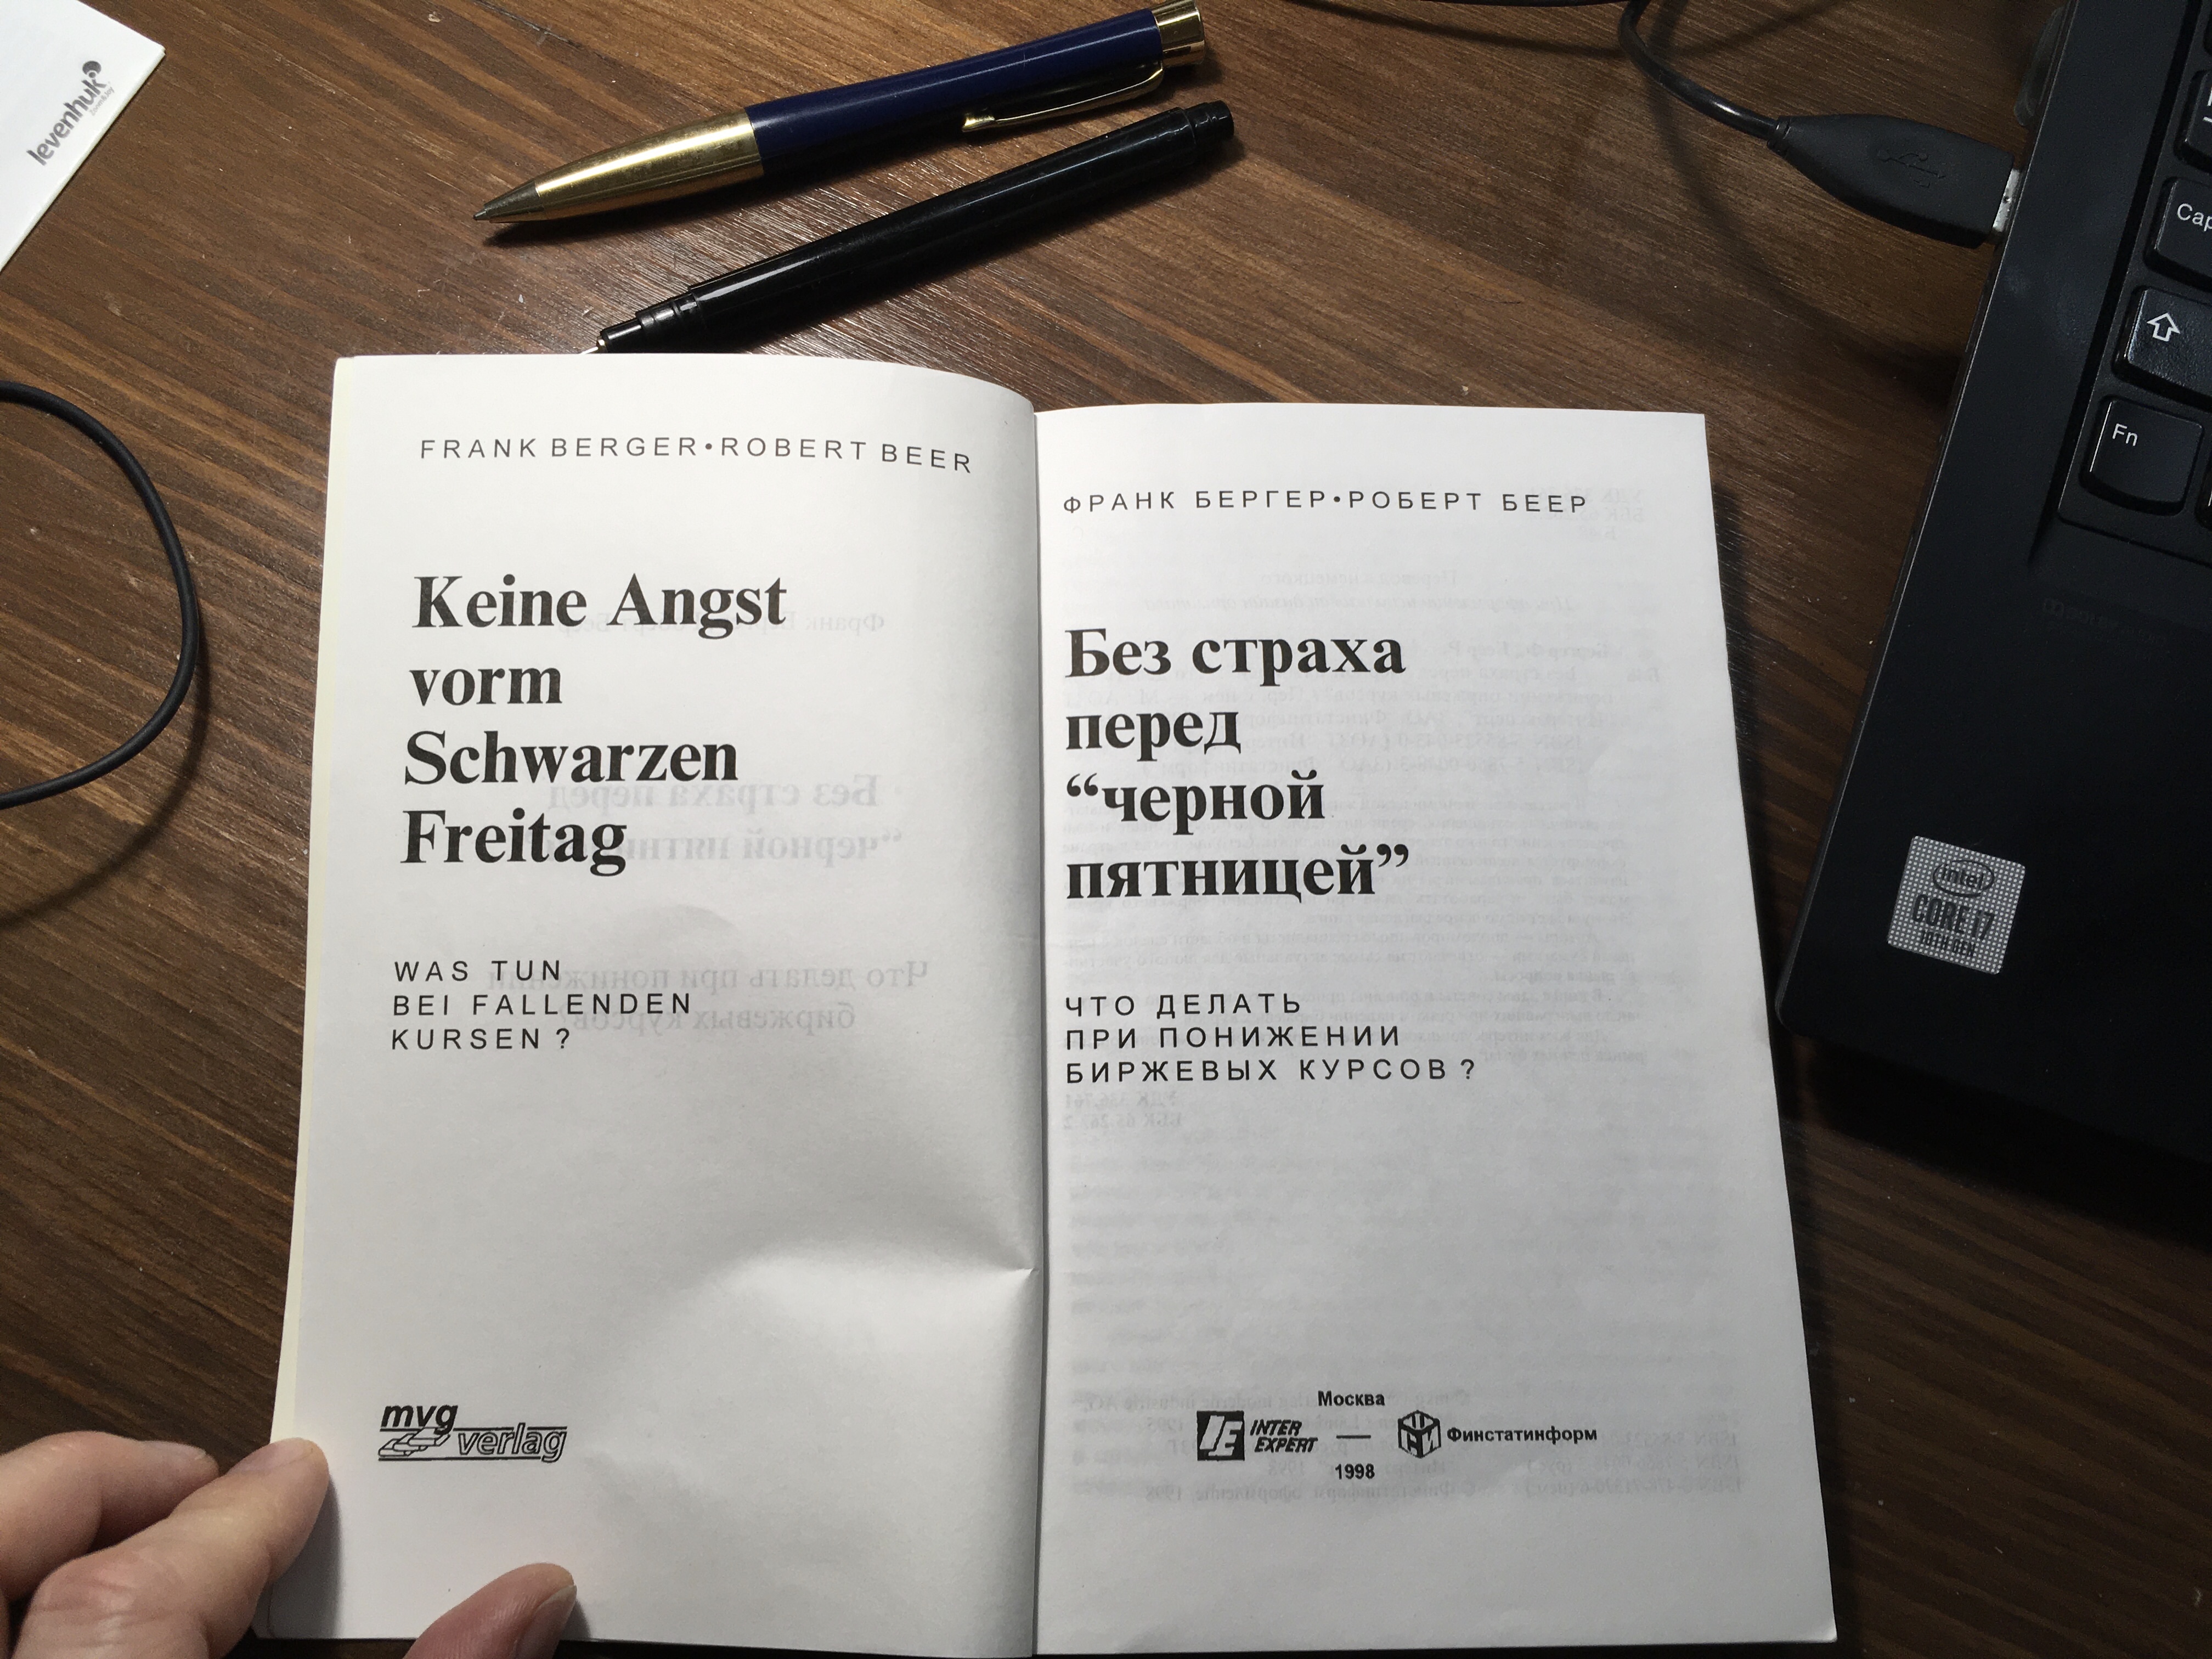 levenhuk
FRANK BERGER•ROBERT BEER
Keine Angst
vorm
Schwarzen
Freitag
WAS TUN
BEI FALLENDEN
KURSEN ?
mvg
verlag
ФРАНК БЕРГЕР•РОБЕРТ БЕЕР
Без страха
перед
“черной
пятницей”
ЧТО ДЕЛАТЬ
ПРИ ПОНИЖЕНИИ
БИРЖЕВЫХ КУРСОВ ?
Москва
INTER
EXPERT
—
Финстатинформ
1998
Fn
intel
CORE i7
10TH GEN